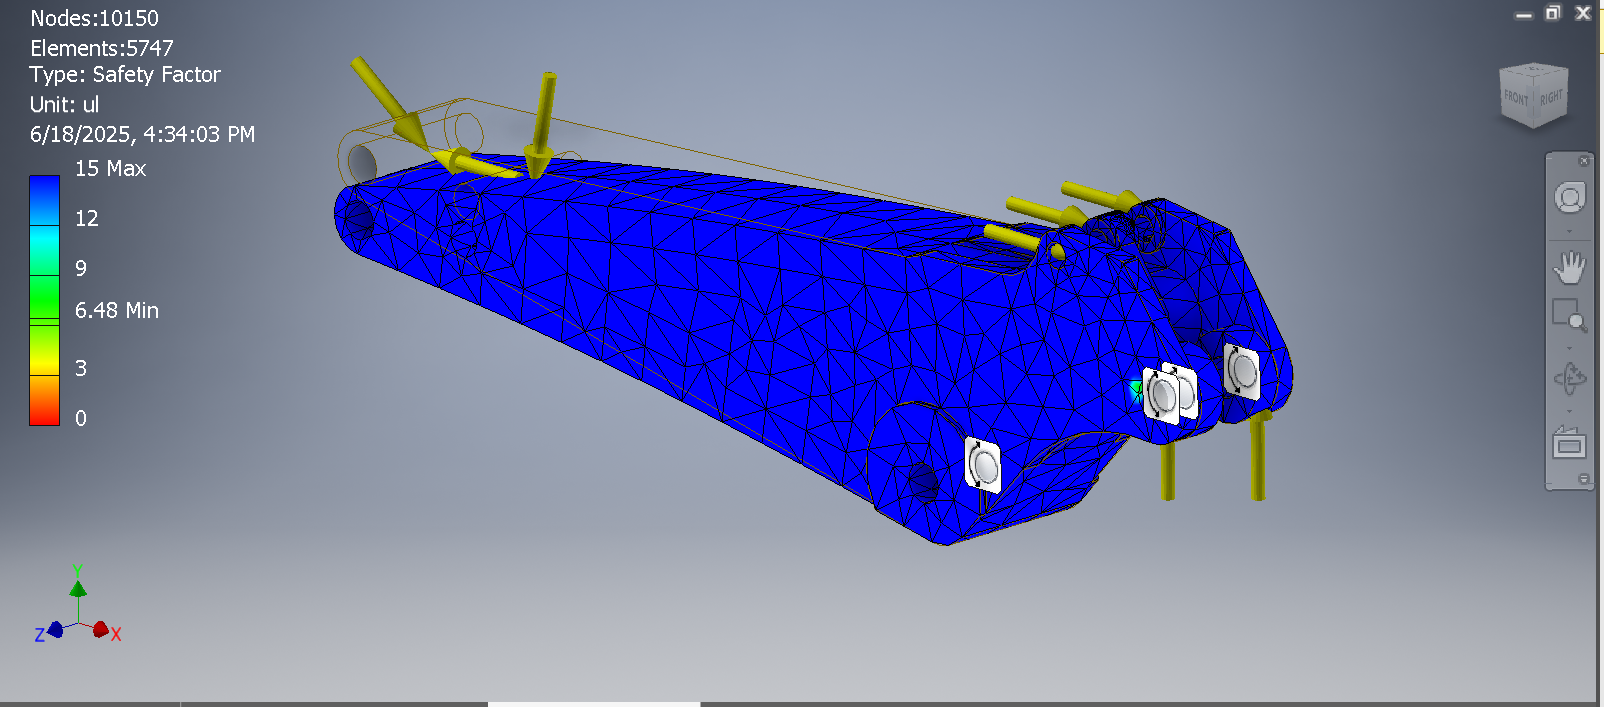 Nodes:10150
Elements:5747
Type: Safety Factor
Unit: ul
6/18/2025, 4:34:03 PM
15 Max
12
9
6.48 Min
3
0
FRONT
RIGHT
Y
Z
X